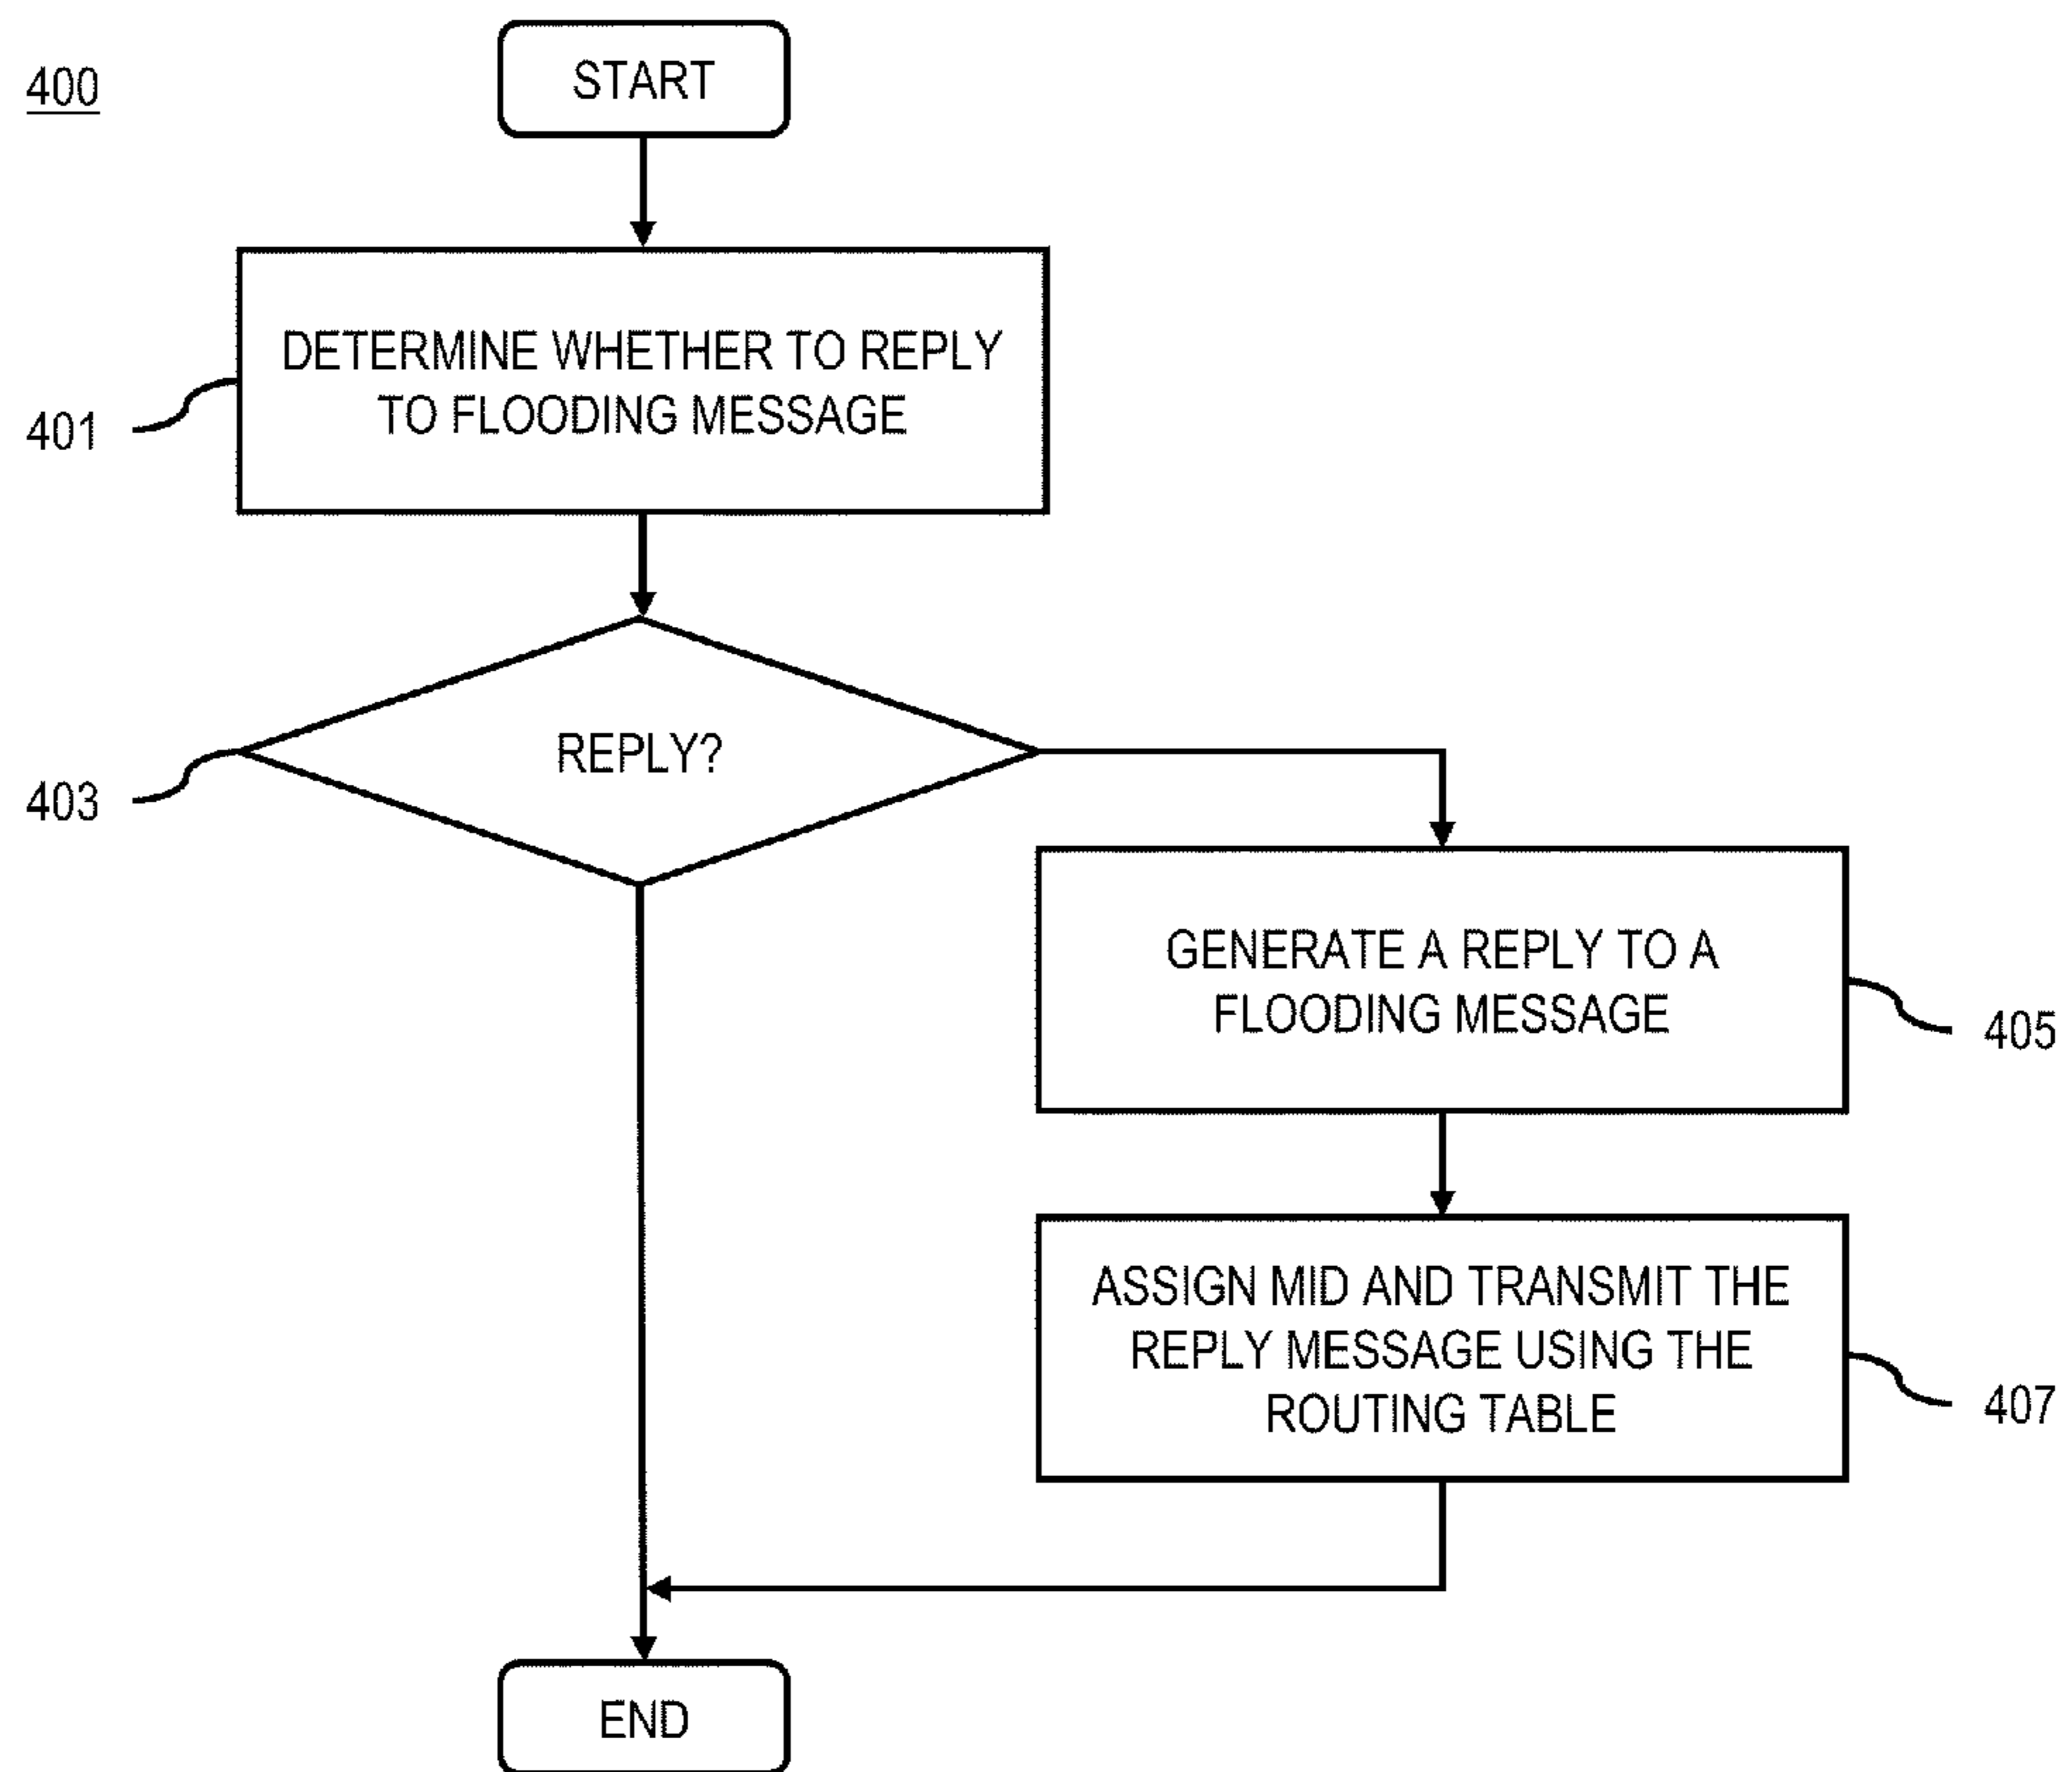 400
START
DETERMINE WHETHER TO REPLY
TO FLOODING MESSAGE
401
REPLY?
403
GENERATE A REPLY TO A
FLOODING MESSAGE
405
ASSIGN MID AND TRANSMIT THE
REPLY MESSAGE USING THE
ROUTING TABLE
407
END